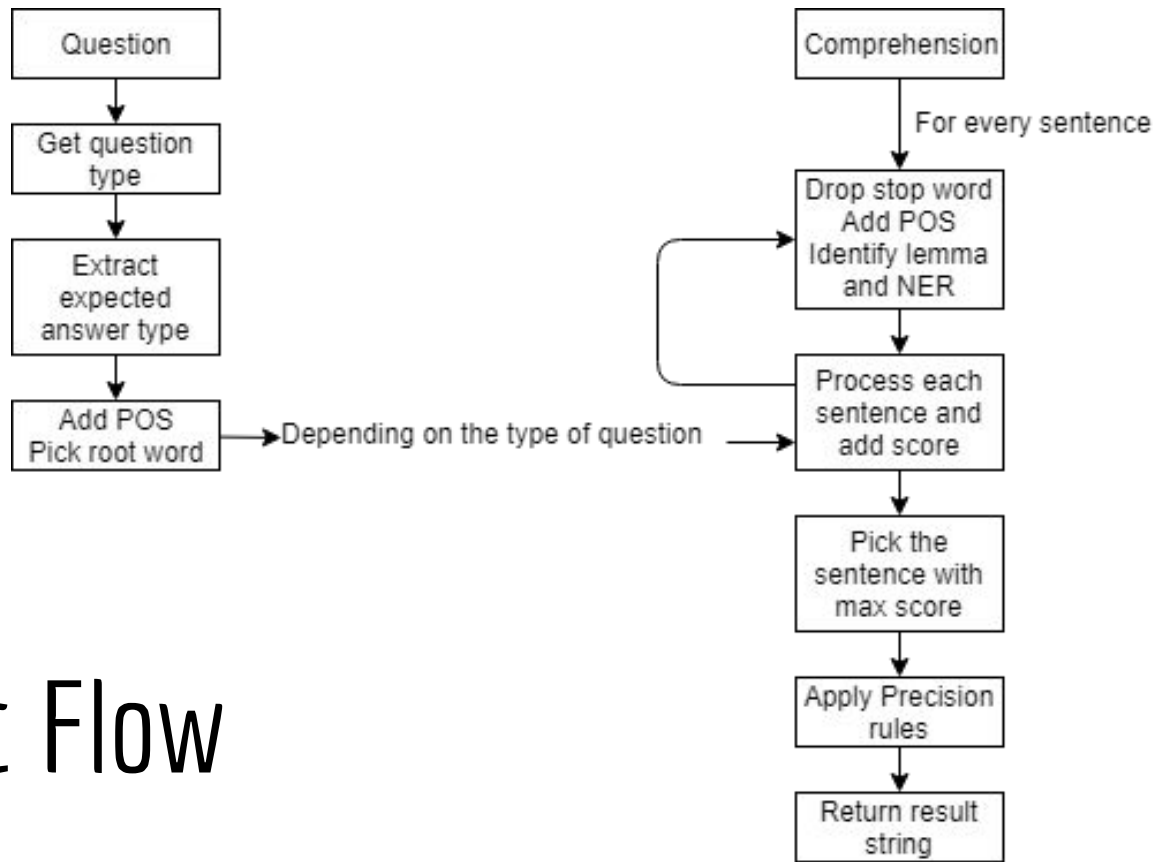 Question
Get question
type
Extract
expected
answer type
Add POS
Pick root word
Depending on the type of question
Comprehension
For every sentence
Drop stop word
Add POS
Identify lemma
and NER
Process each
sentence and
add score
Pick the
sentence with
max score
Apply Precision
rules
Return result
string
Flow